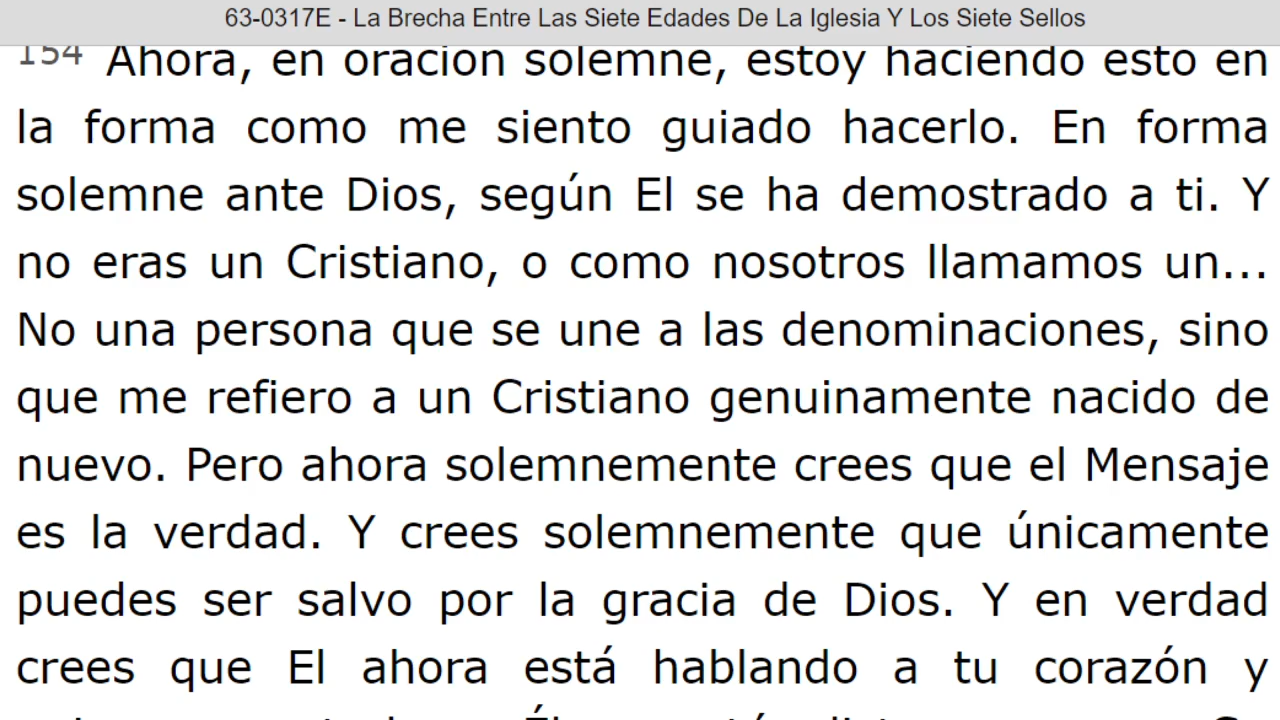 63-0317E - La Brecha Entre Las Siete Edades De La Iglesia Y Los Siete Sellos
154 Ahora, en oración solemne, estoy haciendo esto en
la forma como me siento guiado hacerlo. En forma
solemne ante Dios, según El se ha demostrado a ti. Y
no eras un Cristiano, o como nosotros llamamos un...
No una persona que se une a las denominaciones, sino
que me refiero a un Cristiano genuinamente nacido de
nuevo. Pero ahora solemnemente crees que el Mensaje
es la verdad. Y crees solemnemente que únicamente
puedes ser salvo por la gracia de Dios. Y en verdad
crees que El ahora está hablando a tu corazón y